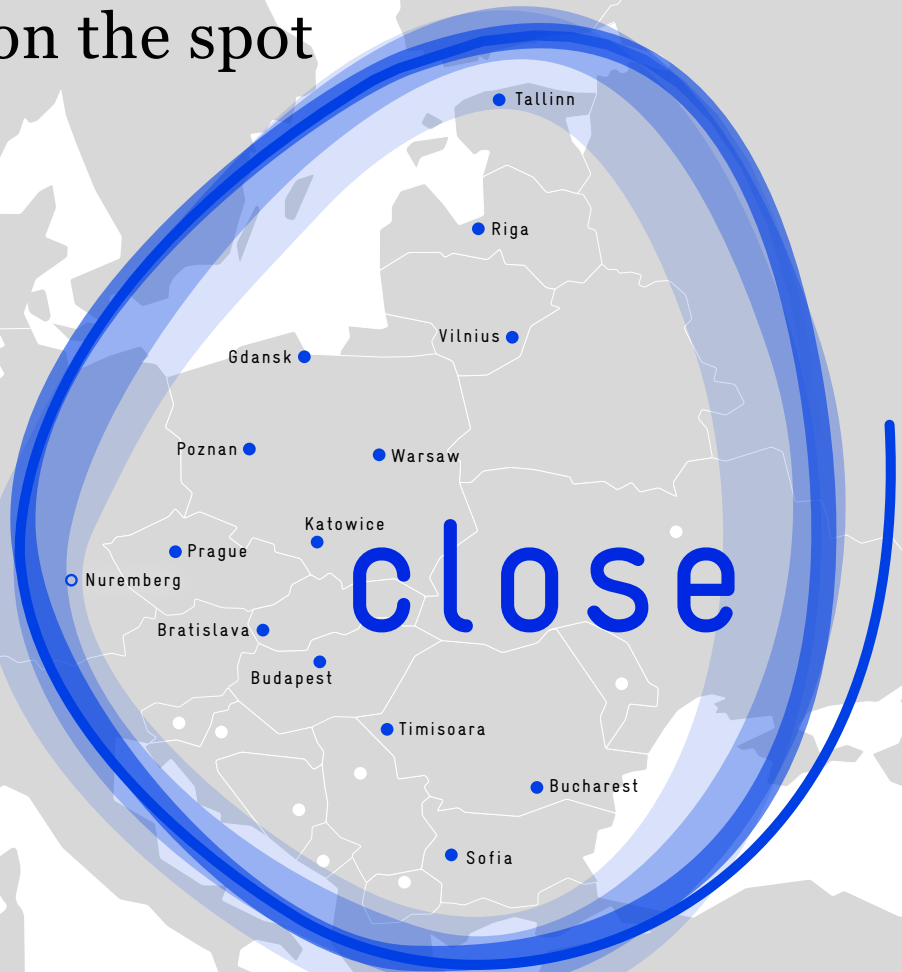 on the spot
Tallinn
Riga
Vilnius
Gdansk
Poznan
Warsaw
Katowice
Prague
close
Nuremberg
Bratislava
Budapest
Timisoara
Bucharest
Sofia